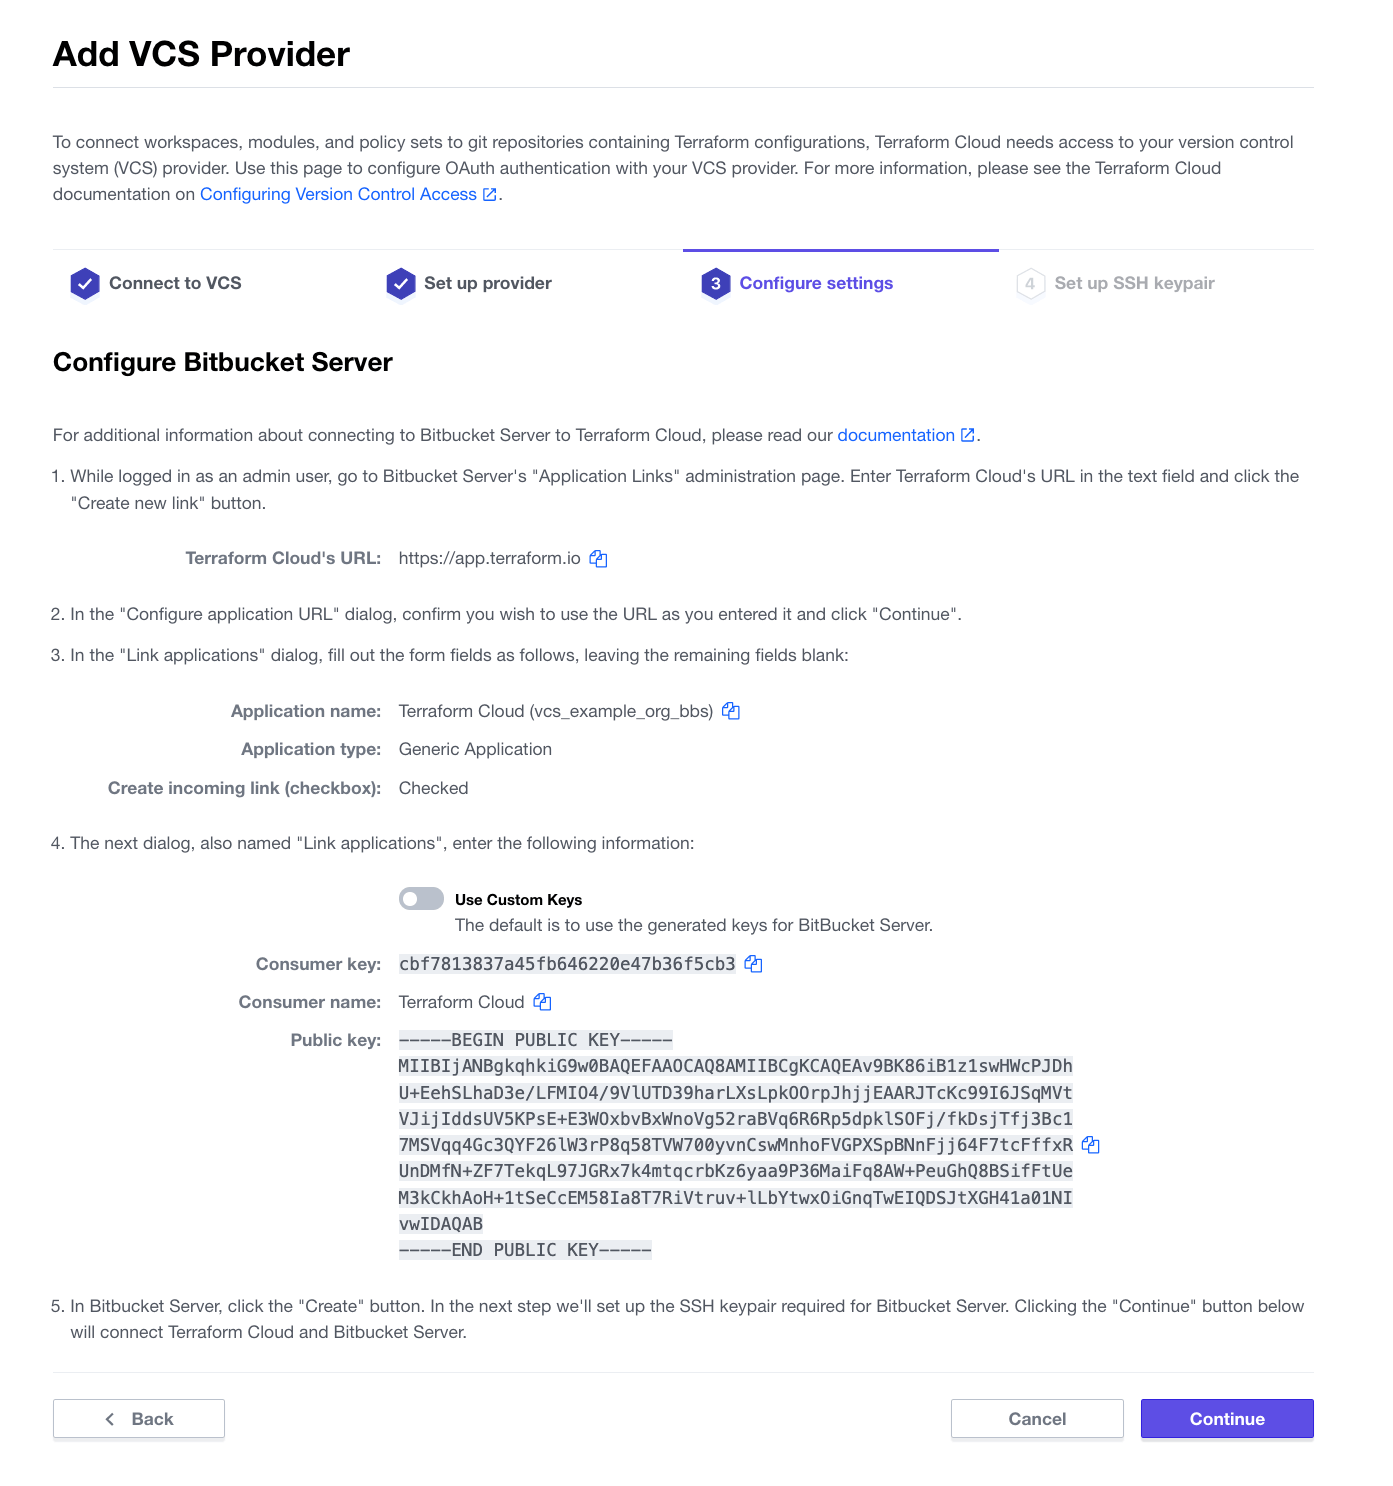 Add VCS Provider
To connect workspaces, modules, and policy sets to git repositories containing Terraform configurations, Terraform Cloud needs access to your version control
system (VCS) provider. Use this page to configure OAuth authentication with your VCS provider. For more information, please see the Terraform Cloud
documentation on Configuring Version Control Access.
Connect to VCS
Set up provider
3 Configure settings
4 Set up SSH keypair
Configure Bitbucket Server
For additional information about connecting to Bitbucket Server to Terraform Cloud, please read our documentation.
1. While logged in as an admin user, go to Bitbucket Server's "Application Links" administration page. Enter Terraform Cloud's URL in the text field and click the
"Create new link" button.
Terraform Cloud's URL: https://app.terraform.io
2. In the "Configure application URL" dialog, confirm you wish to use the URL as you entered it and click "Continue".
3. In the "Link applications" dialog, fill out the form fields as follows, leaving the remaining fields blank:
Application name: Terraform Cloud (vcs_example_org_bbs)
Application type: Generic Application
Create incoming link (checkbox): Checked
4. The next dialog, also named "Link applications", enter the following information:
Use Custom Keys
The default is to use the generated keys for BitBucket Server.
Consumer key: cbf7813837a45fb646220e47b36f5cb3
Consumer name: Terraform Cloud
Public key: -----BEGIN PUBLIC KEY-----
MIIBIjANBgkqhkiG9w0BAQEFAAOCAQ8AMIIBCgKCAQEAv9BK86iB1z1swHWcPJDh
U+EehSLhaD3e/LFMIO4/9VlUTD39harLXsLpkOOrpJhjjEAARJTcKc99I6JSqMVt
VJijIddsUV5KPsE+E3WOxbvBxWnoVg52raBVq6R6Rp5dpklSOFj/fkDsjTfj3Bc1
7MSVqq4Gc3QYF26lW3rP8q58TVW700yvnCswMnhoFVGPXSpBNnFjj64F7tcFffxR
UnDMfN+ZF7TekqL97JGRx7k4mtqcrbKz6yaa9P36MaiFq8AW+PeuGhQ8BSifFtUe
M3kCkhAoH+1tSeCcEM58Ia8T7RiVtruv+lLbYtwxOiGnqTwEIQDSJtXGH41a01NI
vwIDAQAB
-----END PUBLIC KEY-----
5. In Bitbucket Server, click the "Create" button. In the next step we'll set up the SSH keypair required for Bitbucket Server. Clicking the "Continue" button below
will connect Terraform Cloud and Bitbucket Server.
Back
Cancel
Continue